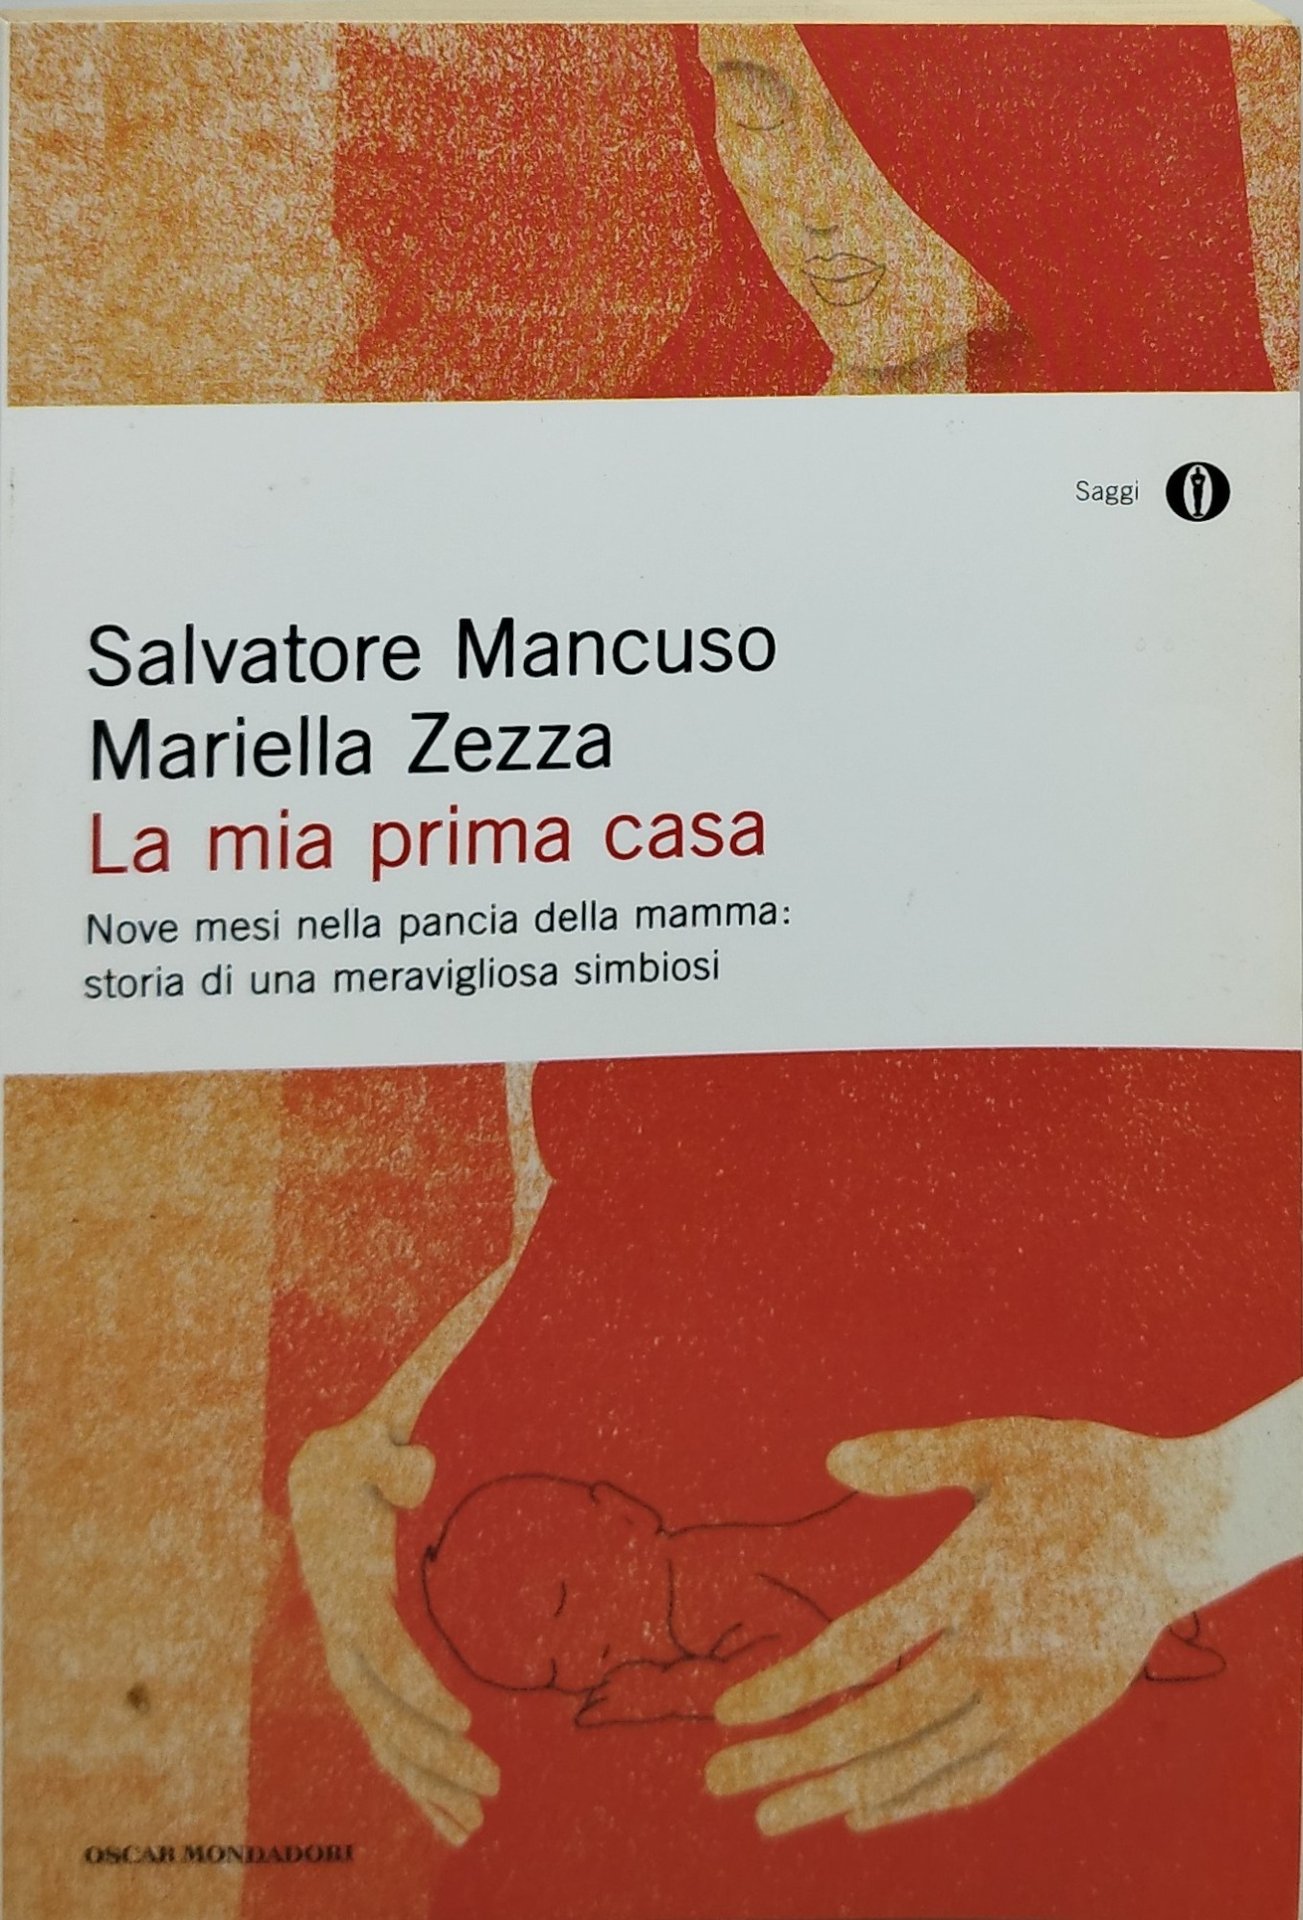 Saggi
Salvatore Mancuso
Mariella Zezza
La mia prima casa
Nove mesi nella pancia della mamma:
storia di una meravigliosa simbiosi
OSCAR MONDADORI